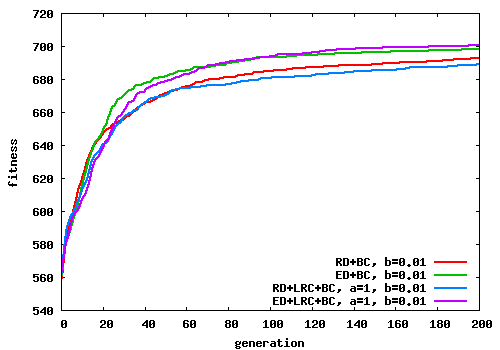 720
700
680
660
640
620
600
580
560
540
fitness
RD+BC, b=0.01
ED+BC, b=0.01
RD+LRC+BC, a=1, b=0.01
ED+LRC+BC, a=1, b=0.01
0 20 40 60 80 100 120 140 160 180 200
generation